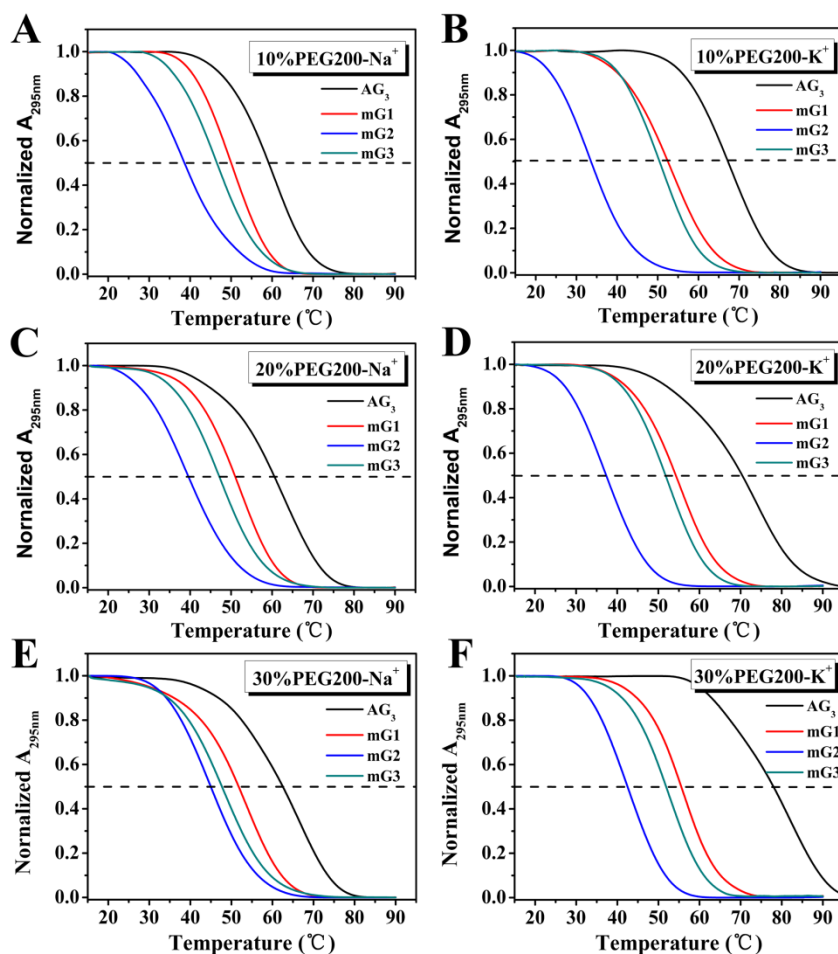 A
10%PEG200-Na⁺
AG₃
mG1
mG2
mG3
Normalized A₂₉₅ₙₘ
1.0
0.8
0.6
0.4
0.2
0.0
20 30 40 50 60 70 80 90
Temperature (℃)
B
10%PEG200-K⁺
AG₃
mG1
mG2
mG3
Normalized A₂₉₅ₙₘ
1.0
0.8
0.6
0.4
0.2
0.0
20 30 40 50 60 70 80 90
Temperature (℃)
C
20%PEG200-Na⁺
AG₃
mG1
mG2
mG3
Normalized A₂₉₅ₙₘ
1.0
0.8
0.6
0.4
0.2
0.0
20 30 40 50 60 70 80 90
Temperature (℃)
D
20%PEG200-K⁺
AG₃
mG1
mG2
mG3
Normalized A₂₉₅ₙₘ
1.0
0.8
0.6
0.4
0.2
0.0
20 30 40 50 60 70 80 90
Temperature (℃)
E
30%PEG200-Na⁺
AG₃
mG1
mG2
mG3
Normalized A₂₉₅ₙₘ
1.0
0.8
0.6
0.4
0.2
0.0
20 30 40 50 60 70 80 90
Temperature (℃)
F
30%PEG200-K⁺
AG₃
mG1
mG2
mG3
Normalized A₂₉₅ₙₘ
1.0
0.8
0.6
0.4
0.2
0.0
20 30 40 50 60 70 80 90
Temperature (℃)